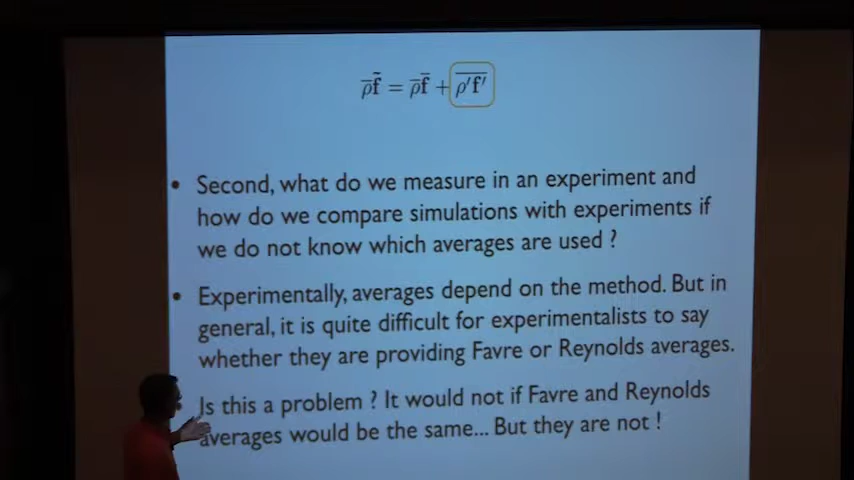 ρ̅f̃ = ρ̅f̅ + \overline{ρ′f′}
• Second, what do we measure in an experiment and
how do we compare simulations with experiments if
we do not know which averages are used ?
• Experimentally, averages depend on the method. But in
general, it is quite difficult for experimentalists to say
whether they are providing Favre or Reynolds averages.
Is this a problem ? It would not if Favre and Reynolds
averages would be the same... But they are not !